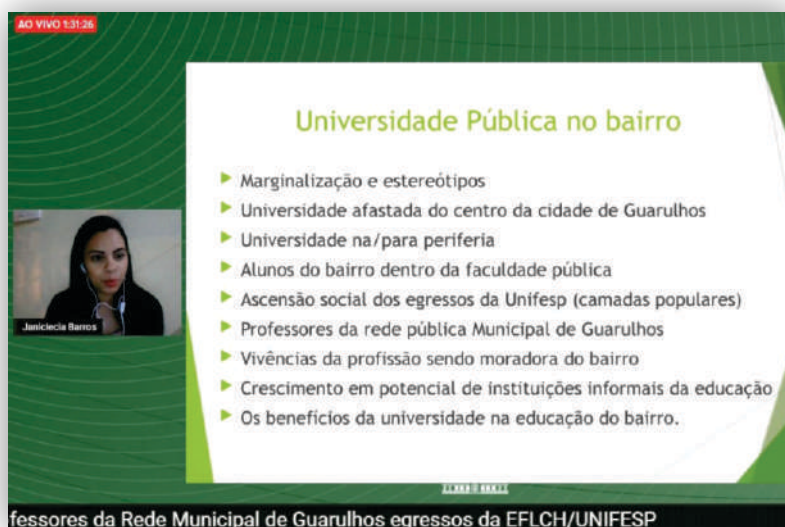 AO VIVO 1:31:26
Universidade Pública no bairro
Marginalização e estereótipos
Universidade afastada do centro da cidade de Guarulhos
Universidade na/para periferia
Alunos do bairro dentro da faculdade pública
Ascensão social dos egressos da Unifesp (camadas populares)
Professores da rede pública Municipal de Guarulhos
Vivências da profissão sendo moradora do bairro
Crescimento em potencial de instituições informais da educação
Os benefícios da universidade na educação do bairro.
Janiclecia Barros
fessores da Rede Municipal de Guarulhos egressos da EFLCH/UNIFESP